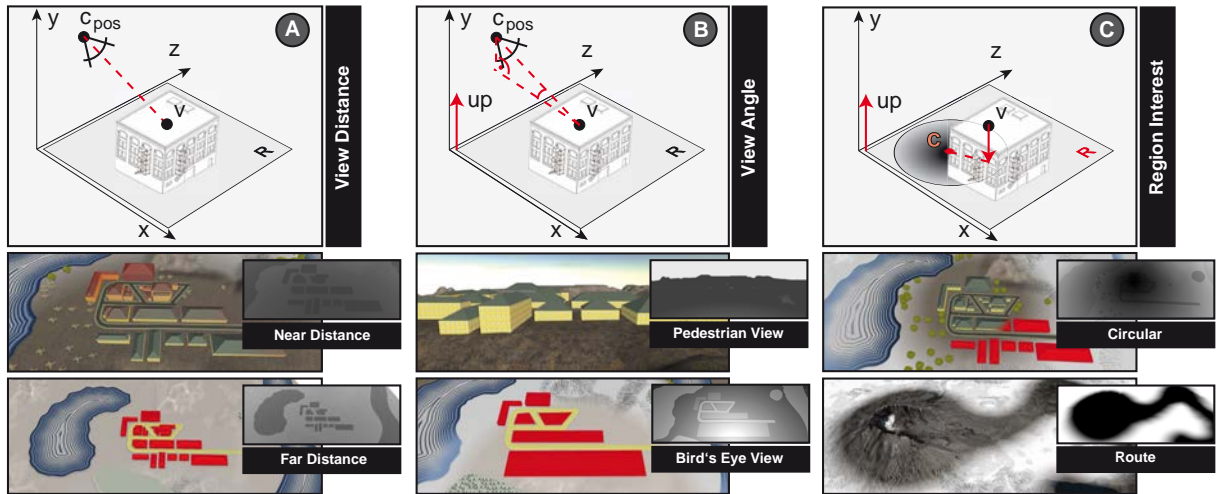 y
c pos
A
z
v
R
x
View Distance
Near Distance
Far Distance
y
c pos
B
z
up
v
R
x
View Angle
Pedestrian View
Bird's Eye View
y
C
z
up
v
C
R
x
Region Interest
Circular
Route